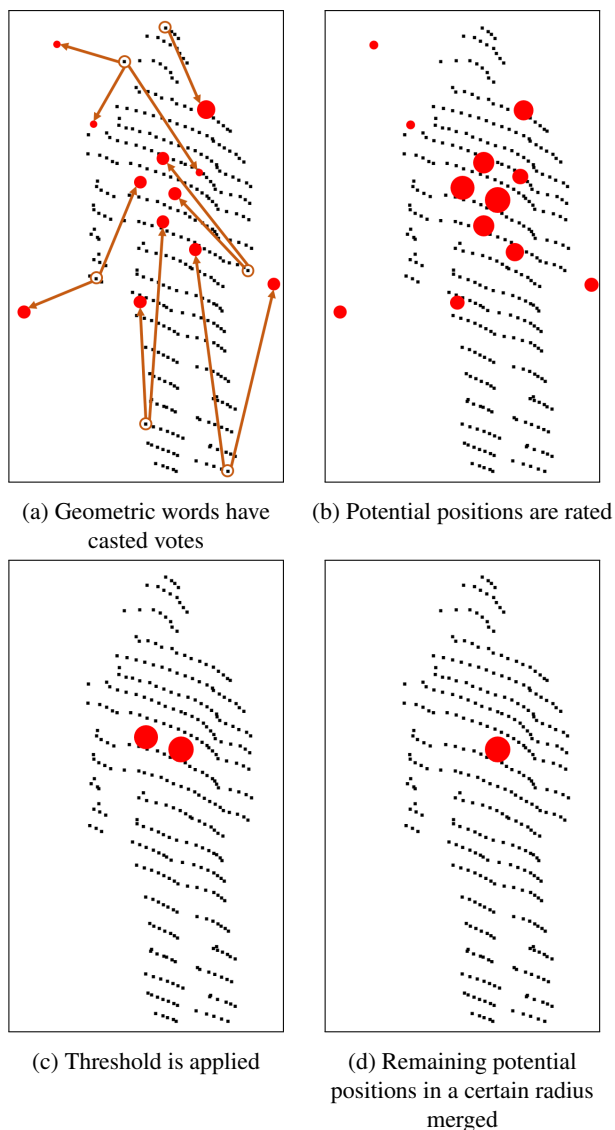 (a) Geometric words have
casted votes
(b) Potential positions are rated
(c) Threshold is applied
(d) Remaining potential
positions in a certain radius
merged